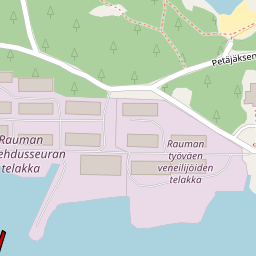 Petäjäksen
Rauman
ehdusseuran
telakka
Rauman
työväen
veneilijöiden
telakka